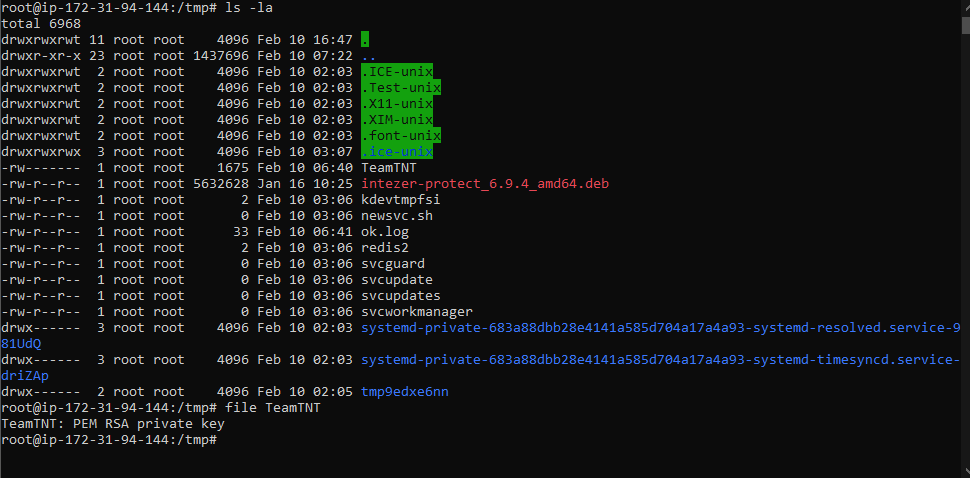 root@ip-172-31-94-144:/tmp# ls -la
total 6968
drwxrwxrwt 11 root root    4096 Feb 10 16:47 .
drwxr-xr-x 23 root root 1437696 Feb 10 07:22 ..
drwxrwxrwt  2 root root    4096 Feb 10 02:03 .ICE-unix
drwxrwxrwt  2 root root    4096 Feb 10 02:03 .Test-unix
drwxrwxrwt  2 root root    4096 Feb 10 02:03 .X11-unix
drwxrwxrwt  2 root root    4096 Feb 10 02:03 .XIM-unix
drwxrwxrwt  2 root root    4096 Feb 10 02:03 .font-unix
drwxrwxrwx  3 root root    4096 Feb 10 03:07 .ice-unix
-rw-------  1 root root    1675 Feb 10 06:40 TeamTNT
-rw-r--r--  1 root root 5632628 Jan 16 10:25 intezer-protect_6.9.4_amd64.deb
-rw-r--r--  1 root root       2 Feb 10 03:06 kdevtmpfsi
-rw-r--r--  1 root root       0 Feb 10 03:06 newsvc.sh
-rw-r--r--  1 root root      33 Feb 10 06:41 ok.log
-rw-r--r--  1 root root       2 Feb 10 03:06 redis2
-rw-r--r--  1 root root       0 Feb 10 03:06 svcguard
-rw-r--r--  1 root root       0 Feb 10 03:06 svcupdate
-rw-r--r--  1 root root       0 Feb 10 03:06 svcupdates
-rw-r--r--  1 root root       0 Feb 10 03:06 svcworkmanager
drwx------  3 root root    4096 Feb 10 02:03 systemd-private-683a88dbb28e4141a585d704a17a4a93-systemd-resolved.service-9
81UdQ
drwx------  3 root root    4096 Feb 10 02:03 systemd-private-683a88dbb28e4141a585d704a17a4a93-systemd-timesyncd.service-
driZAp
drwx------  2 root root    4096 Feb 10 02:05 tmp9edxe6nn
root@ip-172-31-94-144:/tmp# file TeamTNT
TeamTNT: PEM RSA private key
root@ip-172-31-94-144:/tmp#